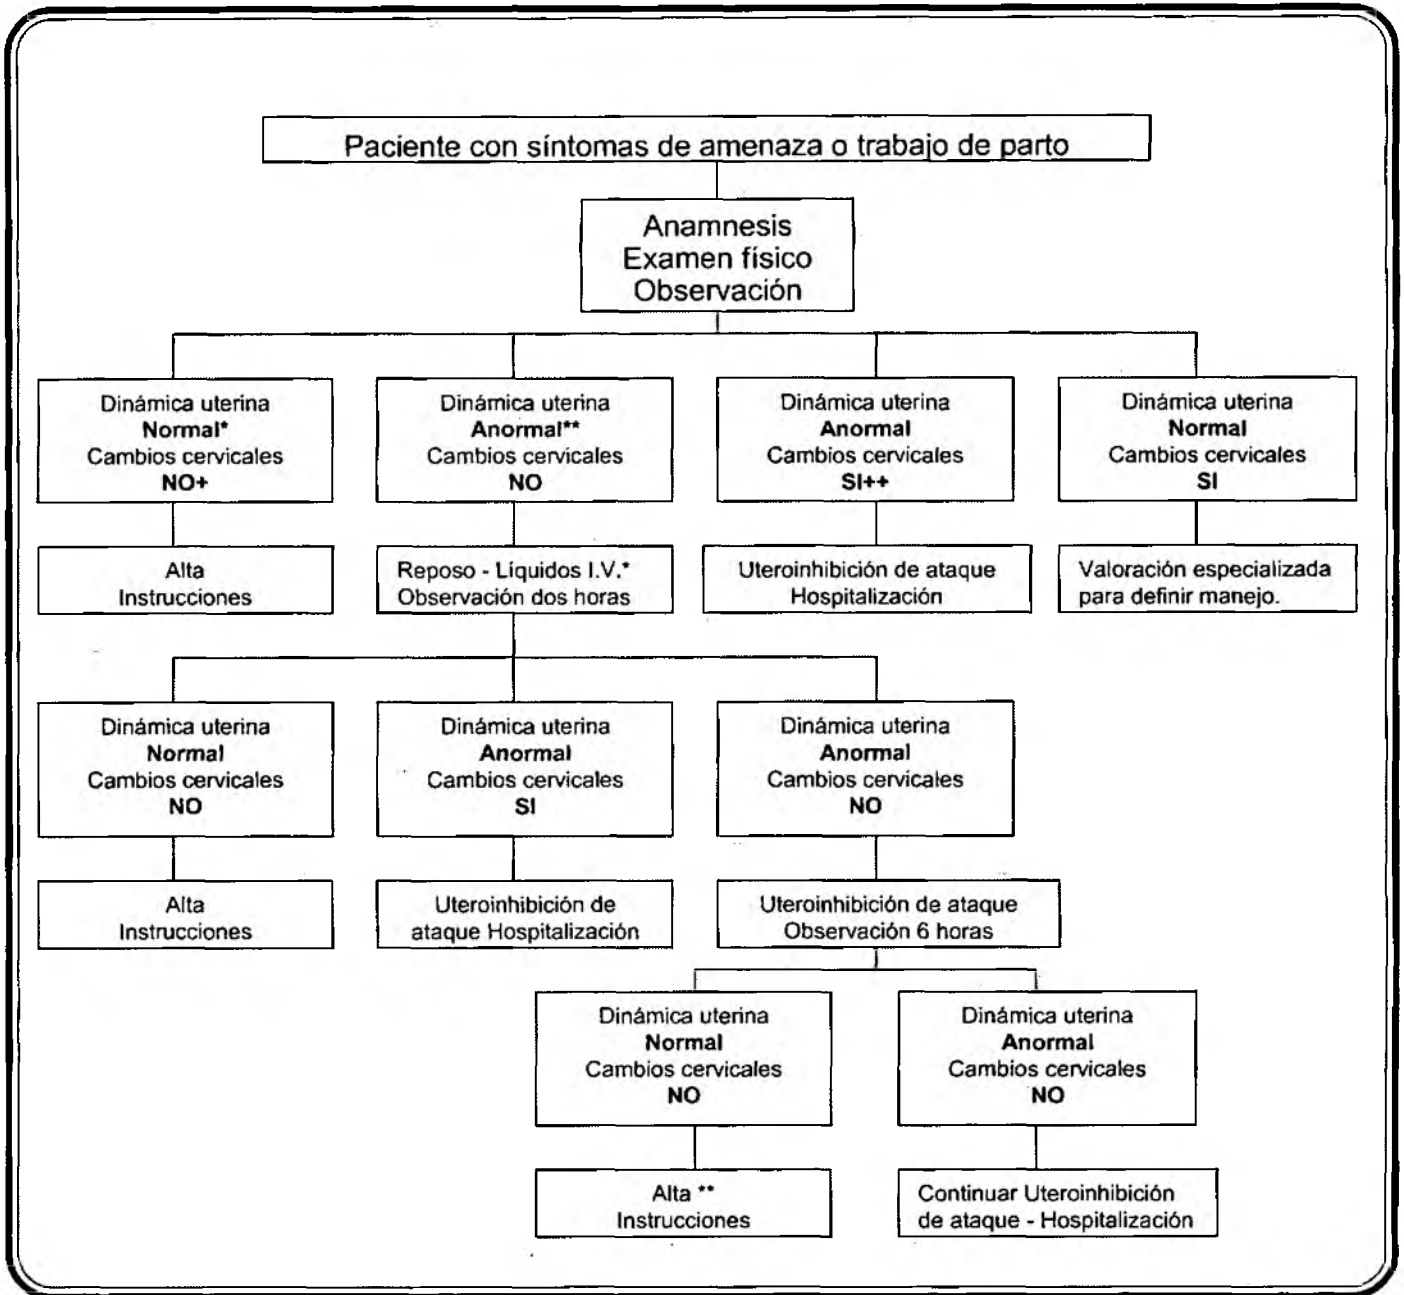 Paciente con síntomas de amenaza o trabajo de parto
Anamnesis
Examen físico
Observación
Dinámica uterina
Normal*
Cambios cervicales
NO+
Dinámica uterina
Anormal**
Cambios cervicales
NO
Dinámica uterina
Anormal
Cambios cervicales
SI++
Dinámica uterina
Normal
Cambios cervicales
SI
Alta
Instrucciones
Reposo - Líquidos I.V.*
Observación dos horas
Uteroinhibición de ataque
Hospitalización
Valoración especializada
para definir manejo.
Dinámica uterina
Normal
Cambios cervicales
NO
Dinámica uterina
Anormal
Cambios cervicales
SI
Dinámica uterina
Anormal
Cambios cervicales
NO
Alta
Instrucciones
Uteroinhibición de
ataque Hospitalización
Uteroinhibición de ataque
Observación 6 horas
Dinámica uterina
Normal
Cambios cervicales
NO
Dinámica uterina
Anormal
Cambios cervicales
NO
Alta **
Instrucciones
Continuar Uteroinhibición
de ataque - Hospitalización